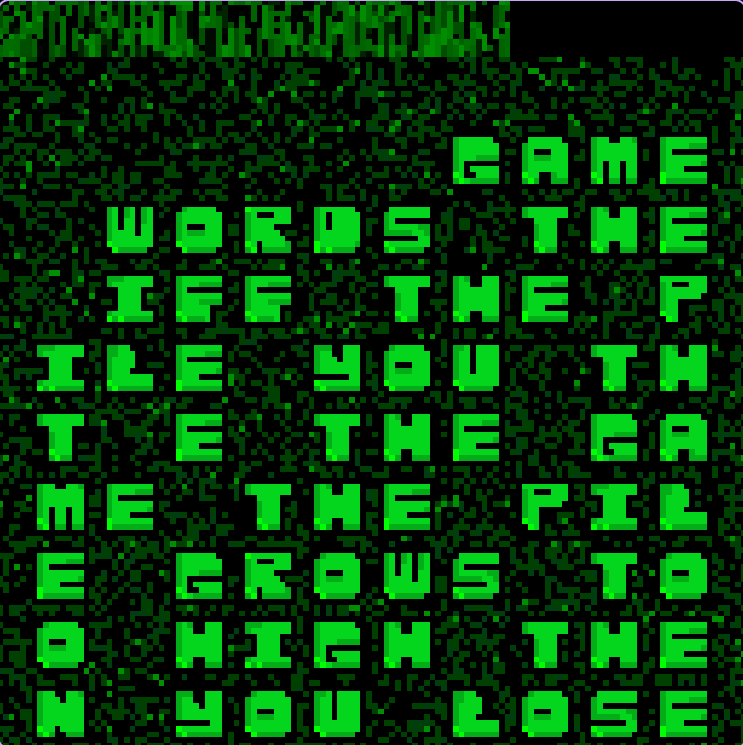 GAME
WORDS THE
IFF THE P
ILE YOU TH
T E THE GA
ME THE PIL
E GROWS TO
O HIGH THE
N YOU LOSE